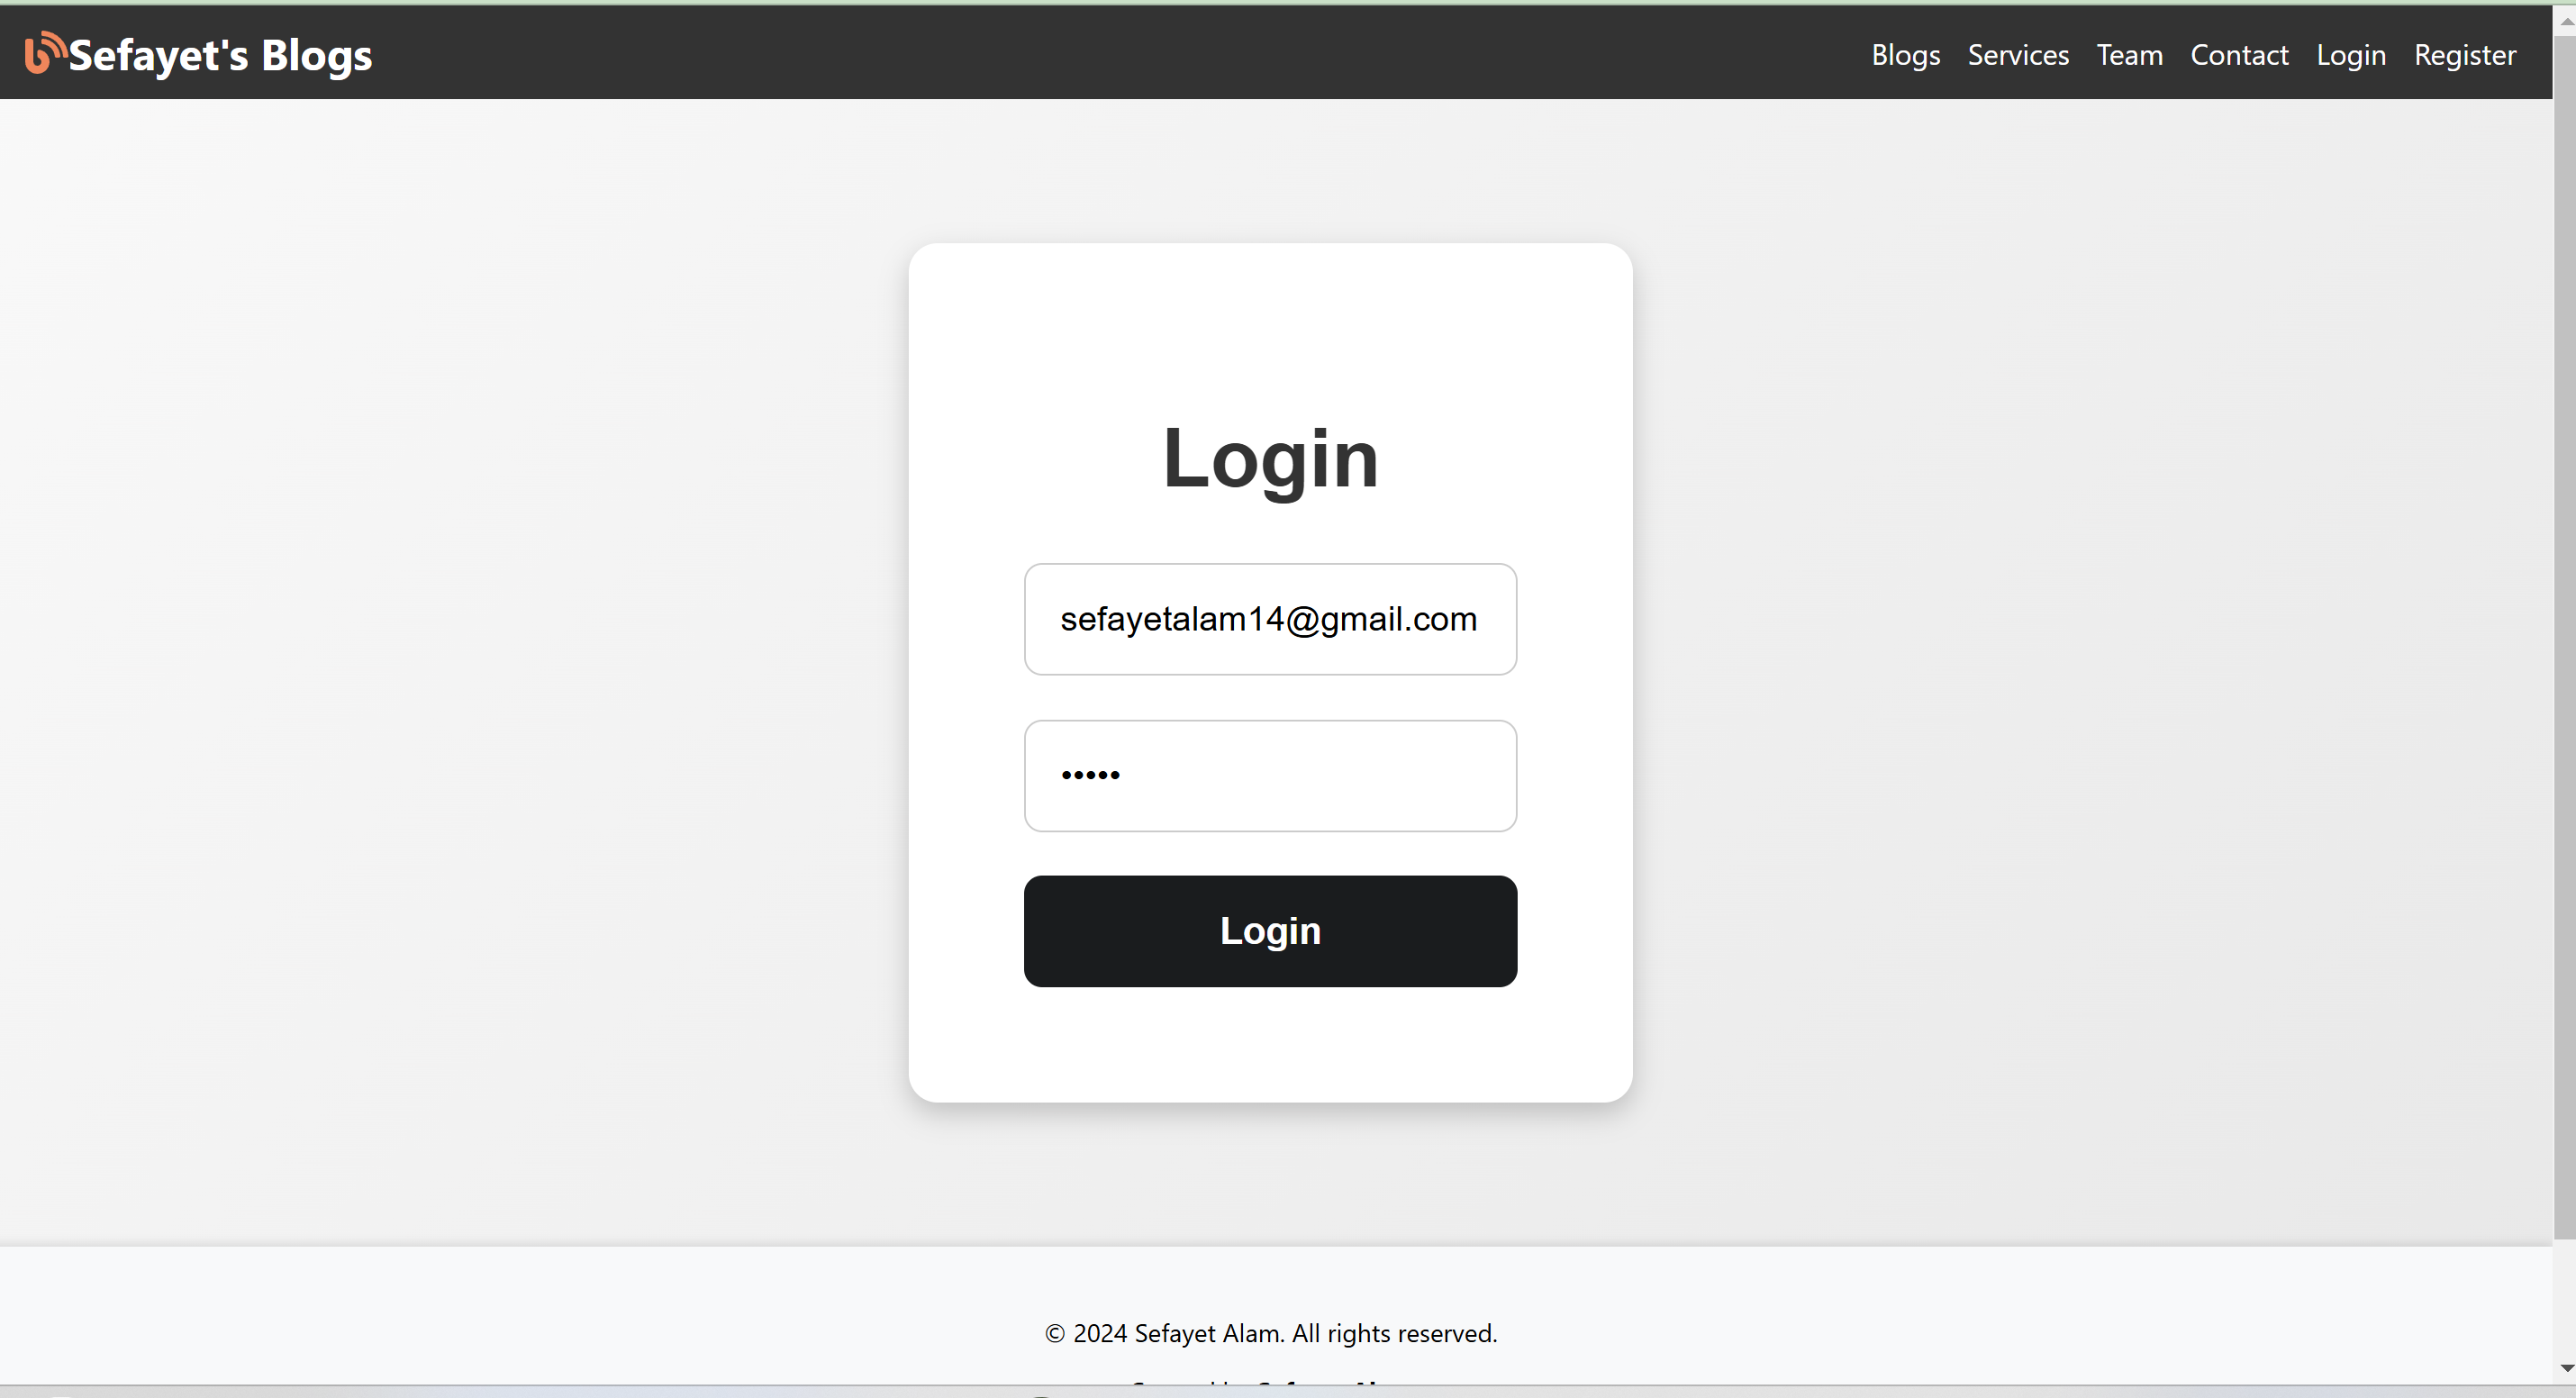 Sefayet's Blogs
Blogs Services Team Contact Login Register
Login
sefayetalam14@gmail.com
•••••
Login
© 2024 Sefayet Alam. All rights reserved.